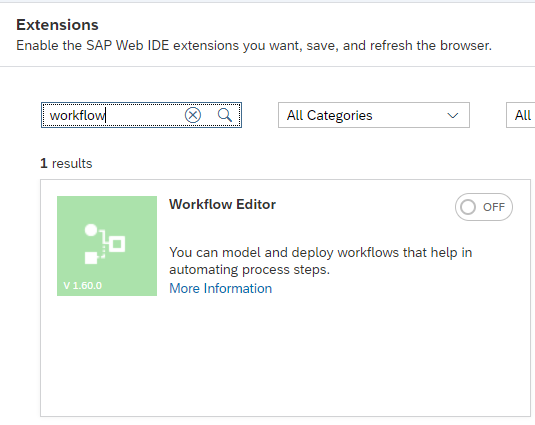 Extensions
Enable the SAP Web IDE extensions you want, save, and refresh the browser.
workflow
All Categories
All
1 results
Workflow Editor
OFF
You can model and deploy workflows that help in
automating process steps.
More Information
V 1.60.0